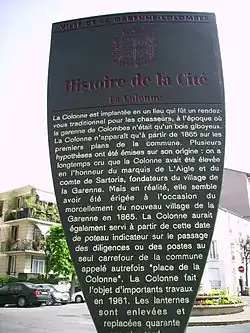 VILLE DE LA GARENNE-COLOMBES
Histoire de la Cité
La Colonne
La Colonne est implantée en un lieu qui fût un rendez-
vous traditionnel pour les chasseurs, à l'époque où
la garenne de Colombes n'était qu'un bois giboyeux.
La Colonne n'apparaît qu'à partir de 1865 sur les
premiers plans de la commune. Plusieurs
hypothèses ont été émises sur son origine : on a
longtemps cru que la Colonne avait été élevée
en l'honneur du marquis de L'Aigle et du
comte de Sartoris, fondateurs du village de
la Garenne. Mais en réalité, elle semble
avoir été érigée à l'occasion du
morcellement du nouveau village de la
Garenne en 1865. La Colonne aurait
également servi à partir de cette date
de poteau indicateur sur le passage
des diligences ou des postes au
seul carrefour de la commune
appelé autrefois "place de la
Colonne". La Colonne fait
l'objet d'importants travaux
en 1961. Les lanternes
sont enlevées et
replacées quarante